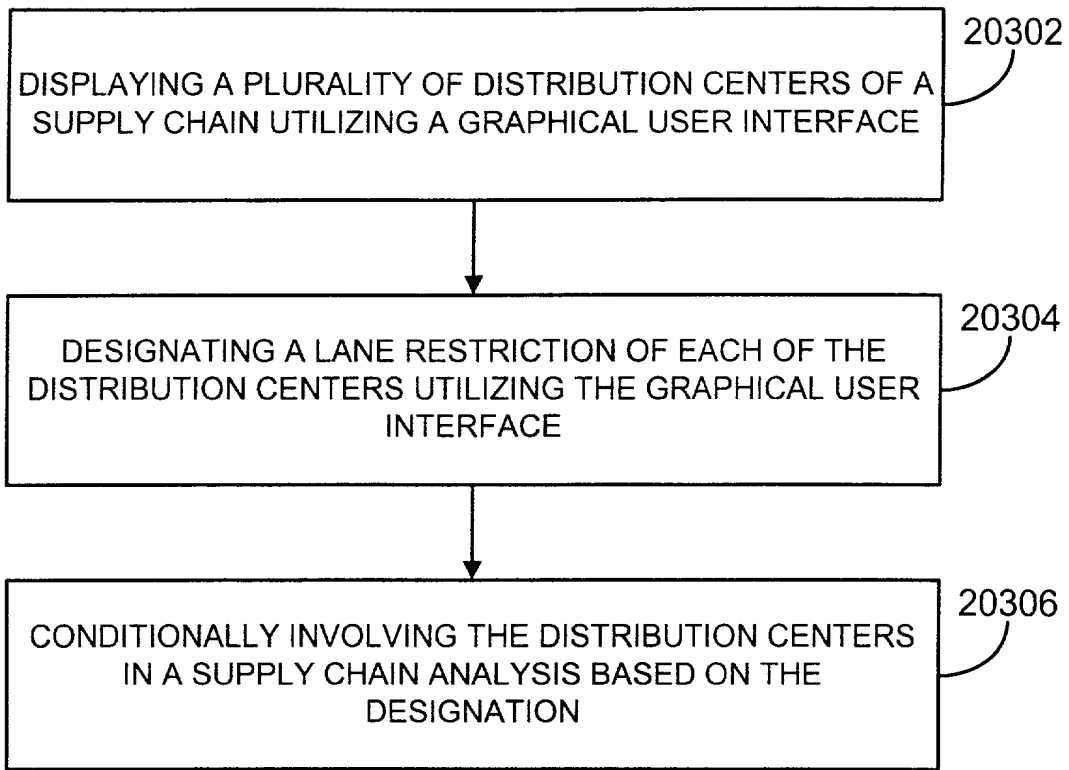 20302
DISPLAYING A PLURALITY OF DISTRIBUTION CENTERS OF A
SUPPLY CHAIN UTILIZING A GRAPHICAL USER INTERFACE
20304
DESIGNATING A LANE RESTRICTION OF EACH OF THE
DISTRIBUTION CENTERS UTILIZING THE GRAPHICAL USER
INTERFACE
20306
CONDITIONALLY INVOLVING THE DISTRIBUTION CENTERS
IN A SUPPLY CHAIN ANALYSIS BASED ON THE
DESIGNATION